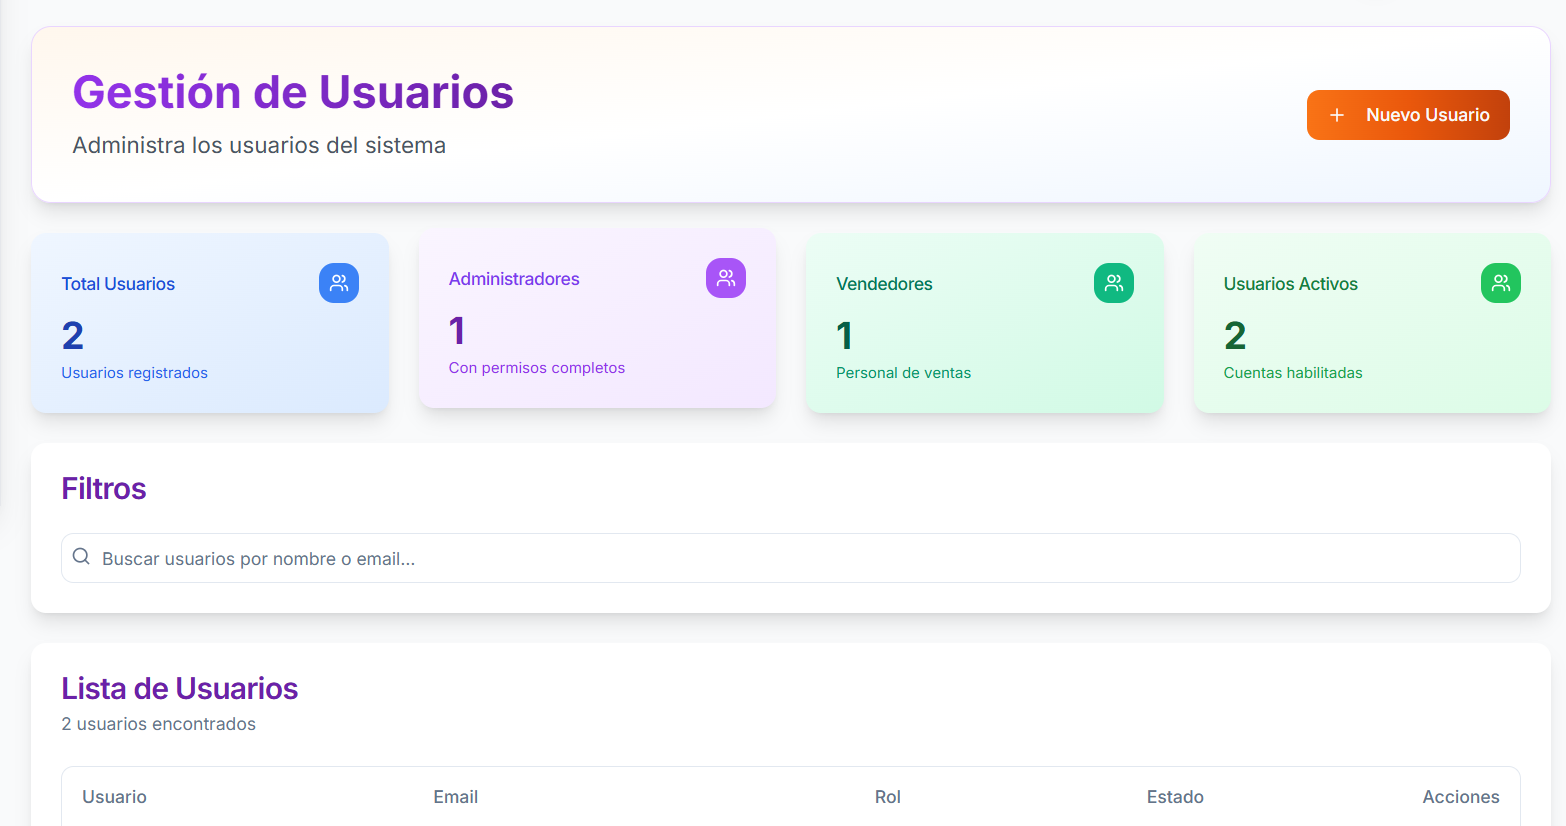 Gestión de Usuarios
Administra los usuarios del sistema
+ Nuevo Usuario
Total Usuarios
2
Usuarios registrados
Administradores
1
Con permisos completos
Vendedores
1
Personal de ventas
Usuarios Activos
2
Cuentas habilitadas
Filtros
Buscar usuarios por nombre o email...
Lista de Usuarios
2 usuarios encontrados
Usuario Email Rol Estado Acciones